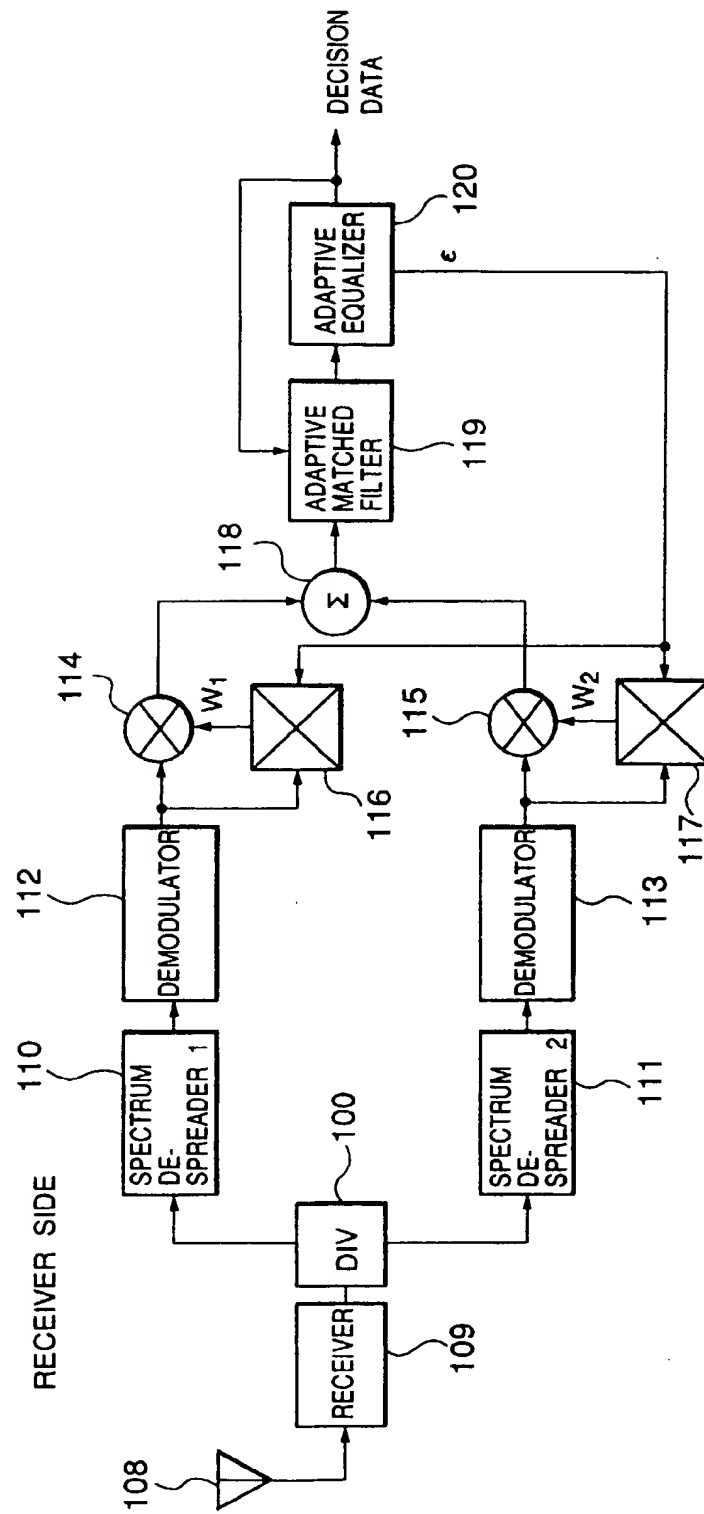 RECEIVER SIDE
108
RECEIVER
109
DIV
100
SPECTRUM
DE-
SPREADER 1
110
SPECTRUM
DE-
SPREADER 2
111
DEMODULATOR
112
DEMODULATOR
113
114
W1
116
115
W2
117
Σ
118
ADAPTIVE
MATCHED
FILTER
119
ADAPTIVE
EQUALIZER
120
ε
DECISION
DATA